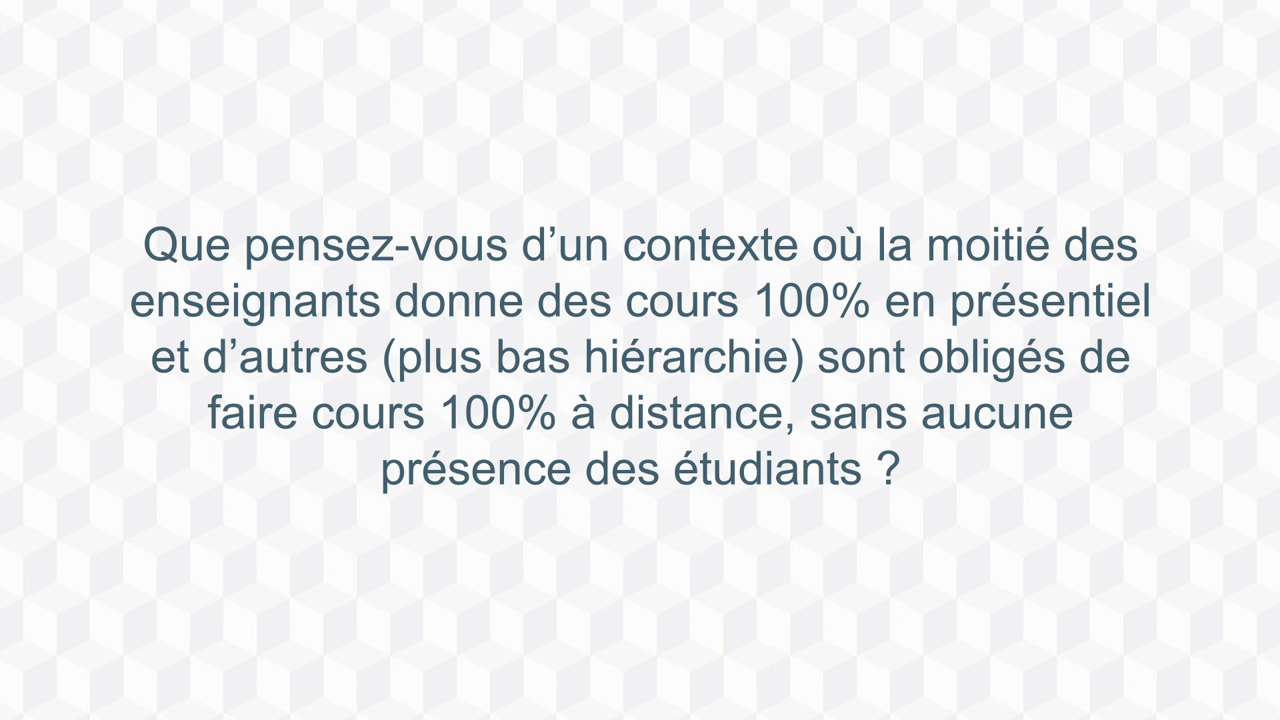 Que pensez-vous d’un contexte où la moitié des
enseignants donne des cours 100% en présentiel
et d’autres (plus bas hiérarchie) sont obligés de
faire cours 100% à distance, sans aucune
présence des étudiants ?